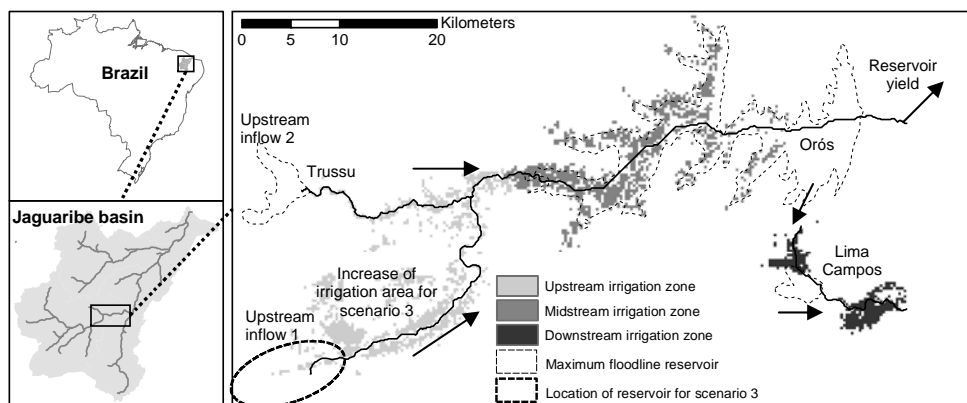 Brazil
Jaguaribe basin
Kilometers
0 5 10 20
Reservoir
yield
Upstream
inflow 2
Trussu
Orós
Lima
Campos
Increase of
irrigation area for
scenario 3
Upstream
inflow 1
Upstream irrigation zone
Midstream irrigation zone
Downstream irrigation zone
Maximum floodline reservoir
Location of reservoir for scenario 3